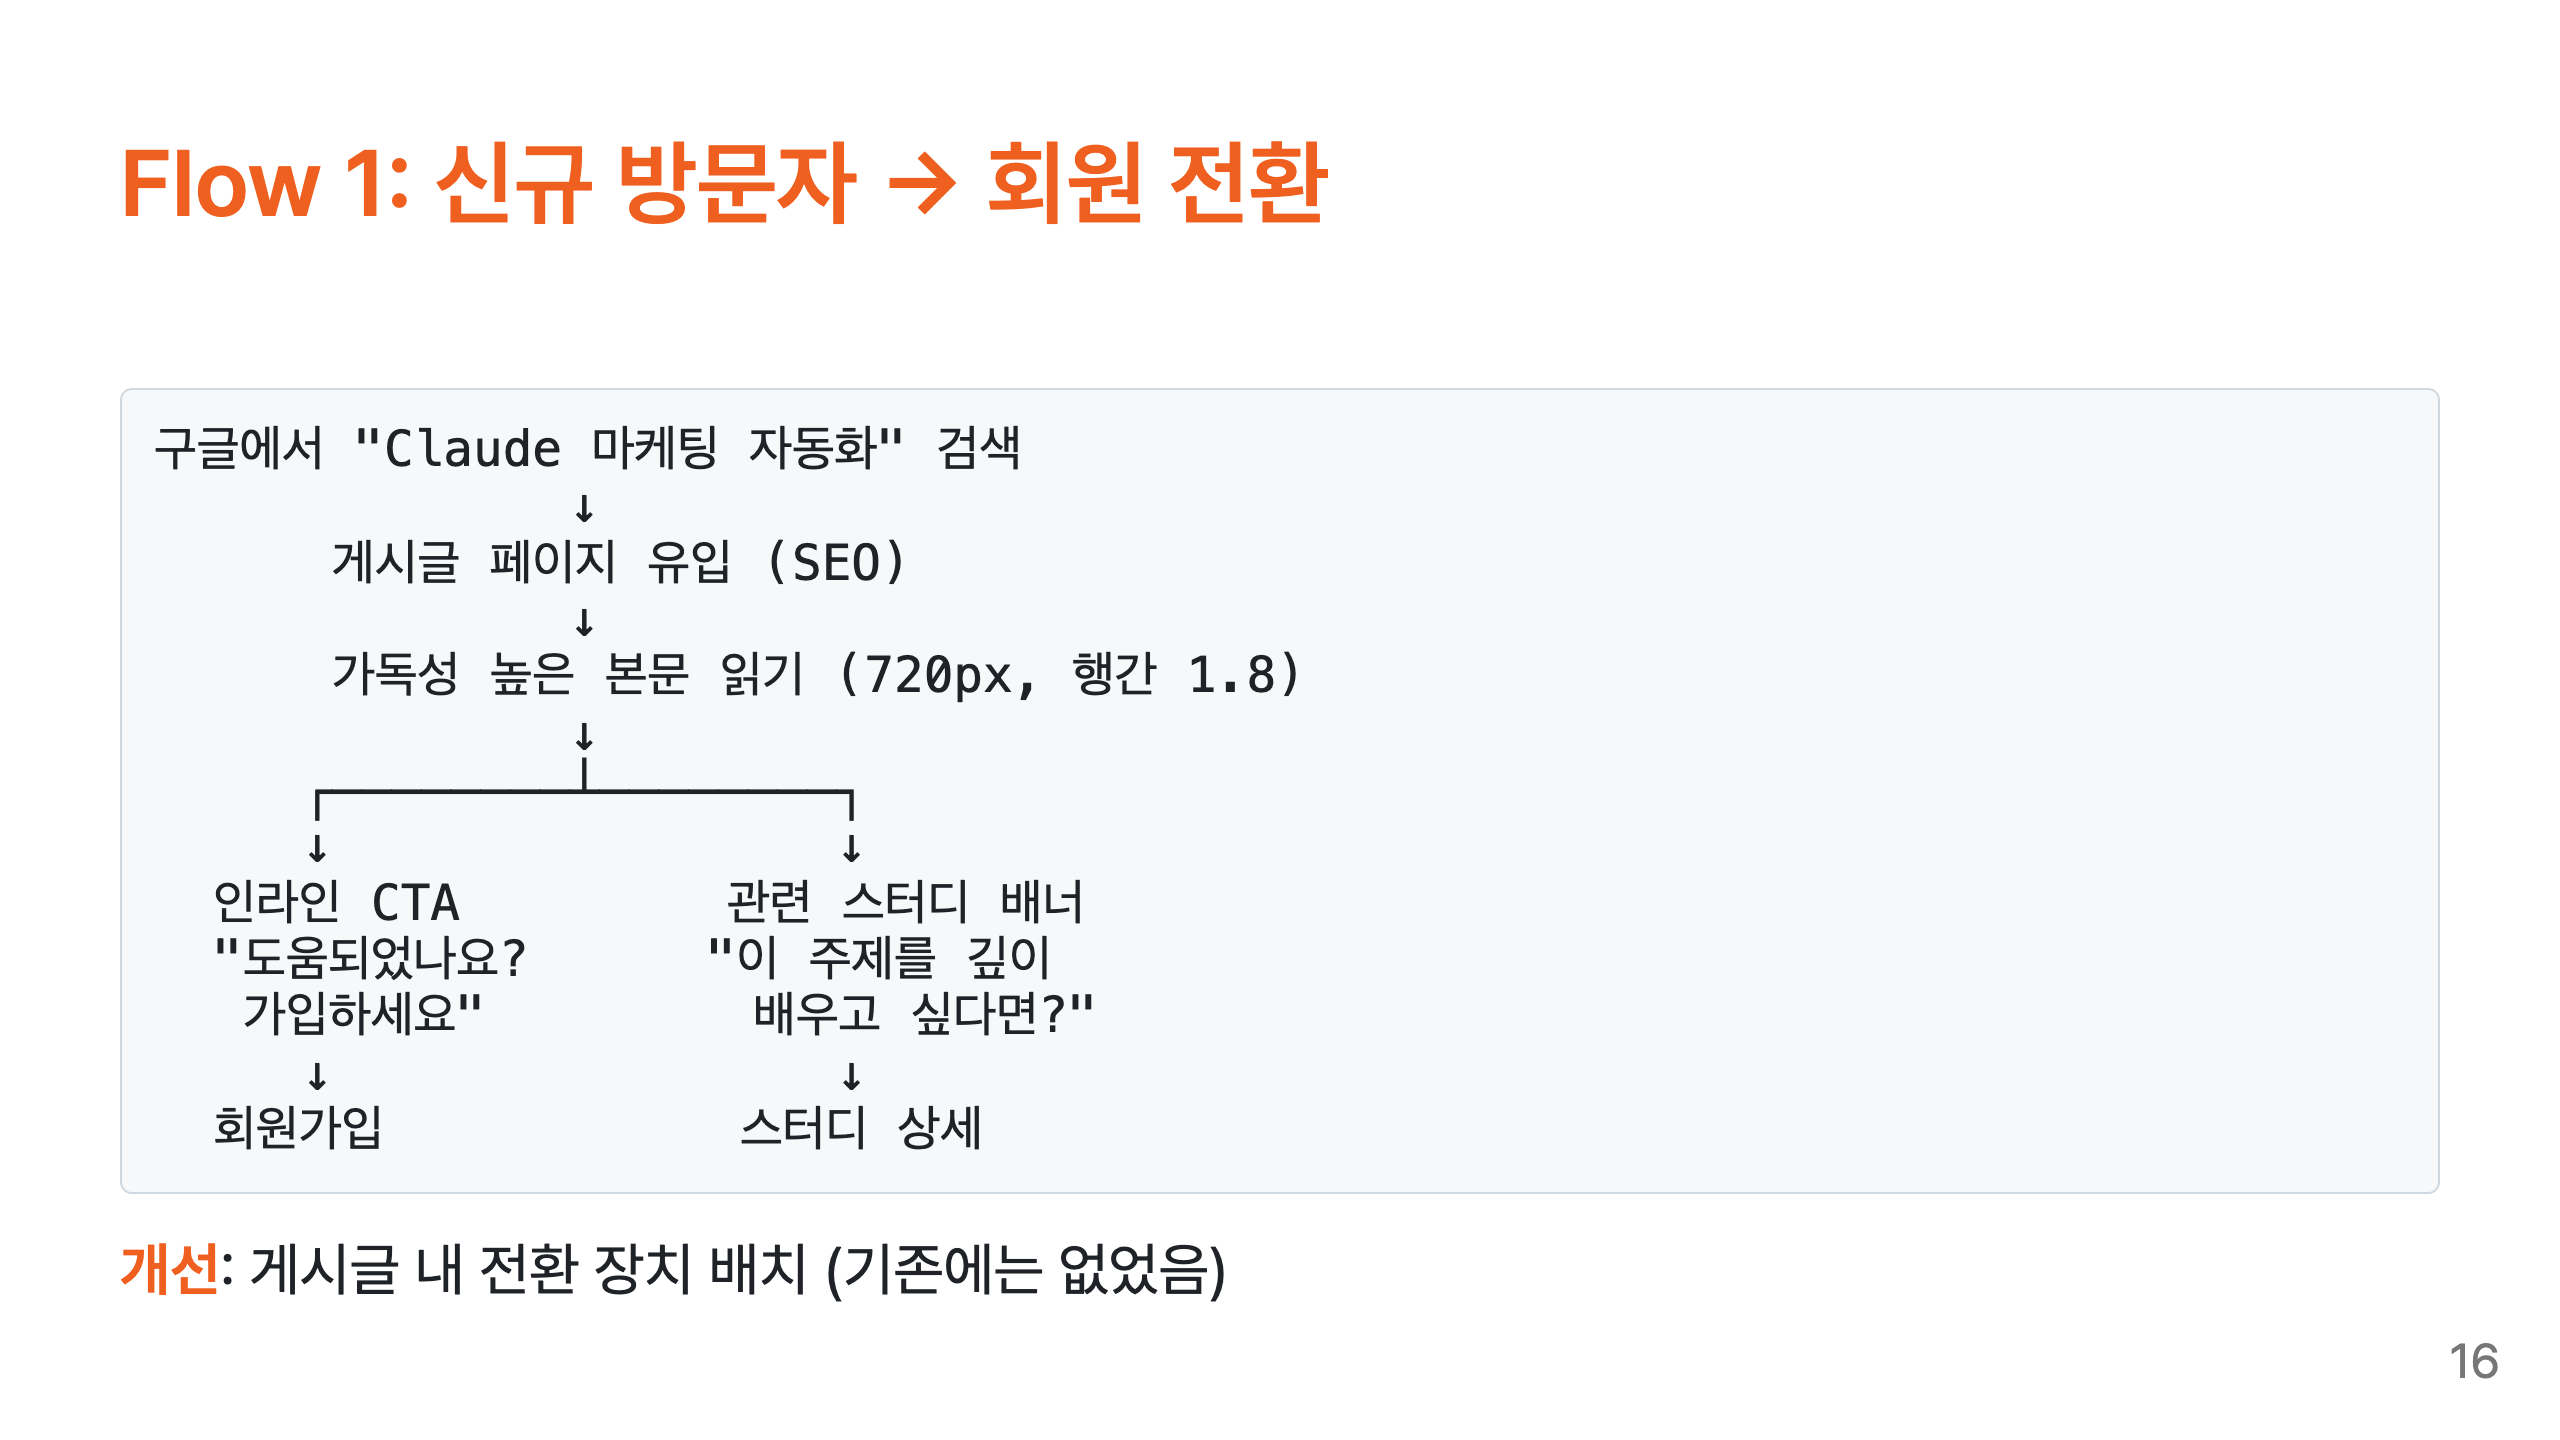 Flow 1: 신규 방문자 → 회원 전환
구글에서 "Claude 마케팅 자동화" 검색
↓
게시글 페이지 유입 (SEO)
↓
가독성 높은 본문 읽기 (720px, 행간 1.8)
↓
↓ ↓
인라인 CTA 관련 스터디 배너
"도움되었나요? "이 주제를 깊이
가입하세요" 배우고 싶다면?"
↓ ↓
회원가입 스터디 상세
개선: 게시글 내 전환 장치 배치 (기존에는 없었음)
16